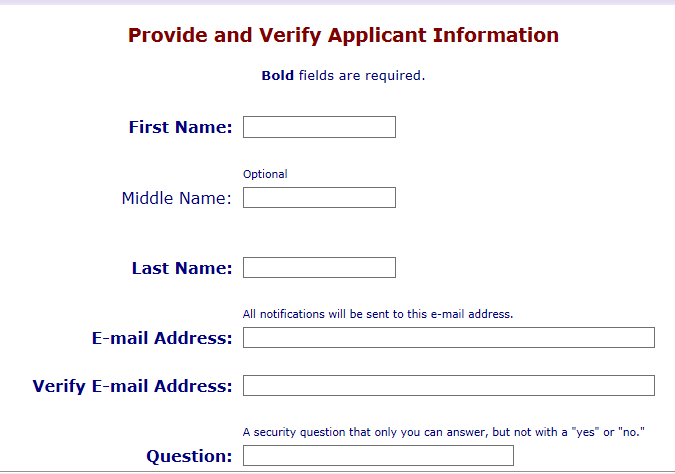 Provide and Verify Applicant Information
Bold fields are required.
First Name:
Optional
Middle Name:
Last Name:
All notifications will be sent to this e-mail address.
E-mail Address:
Verify E-mail Address:
A security question that only you can answer, but not with a "yes" or "no."
Question: